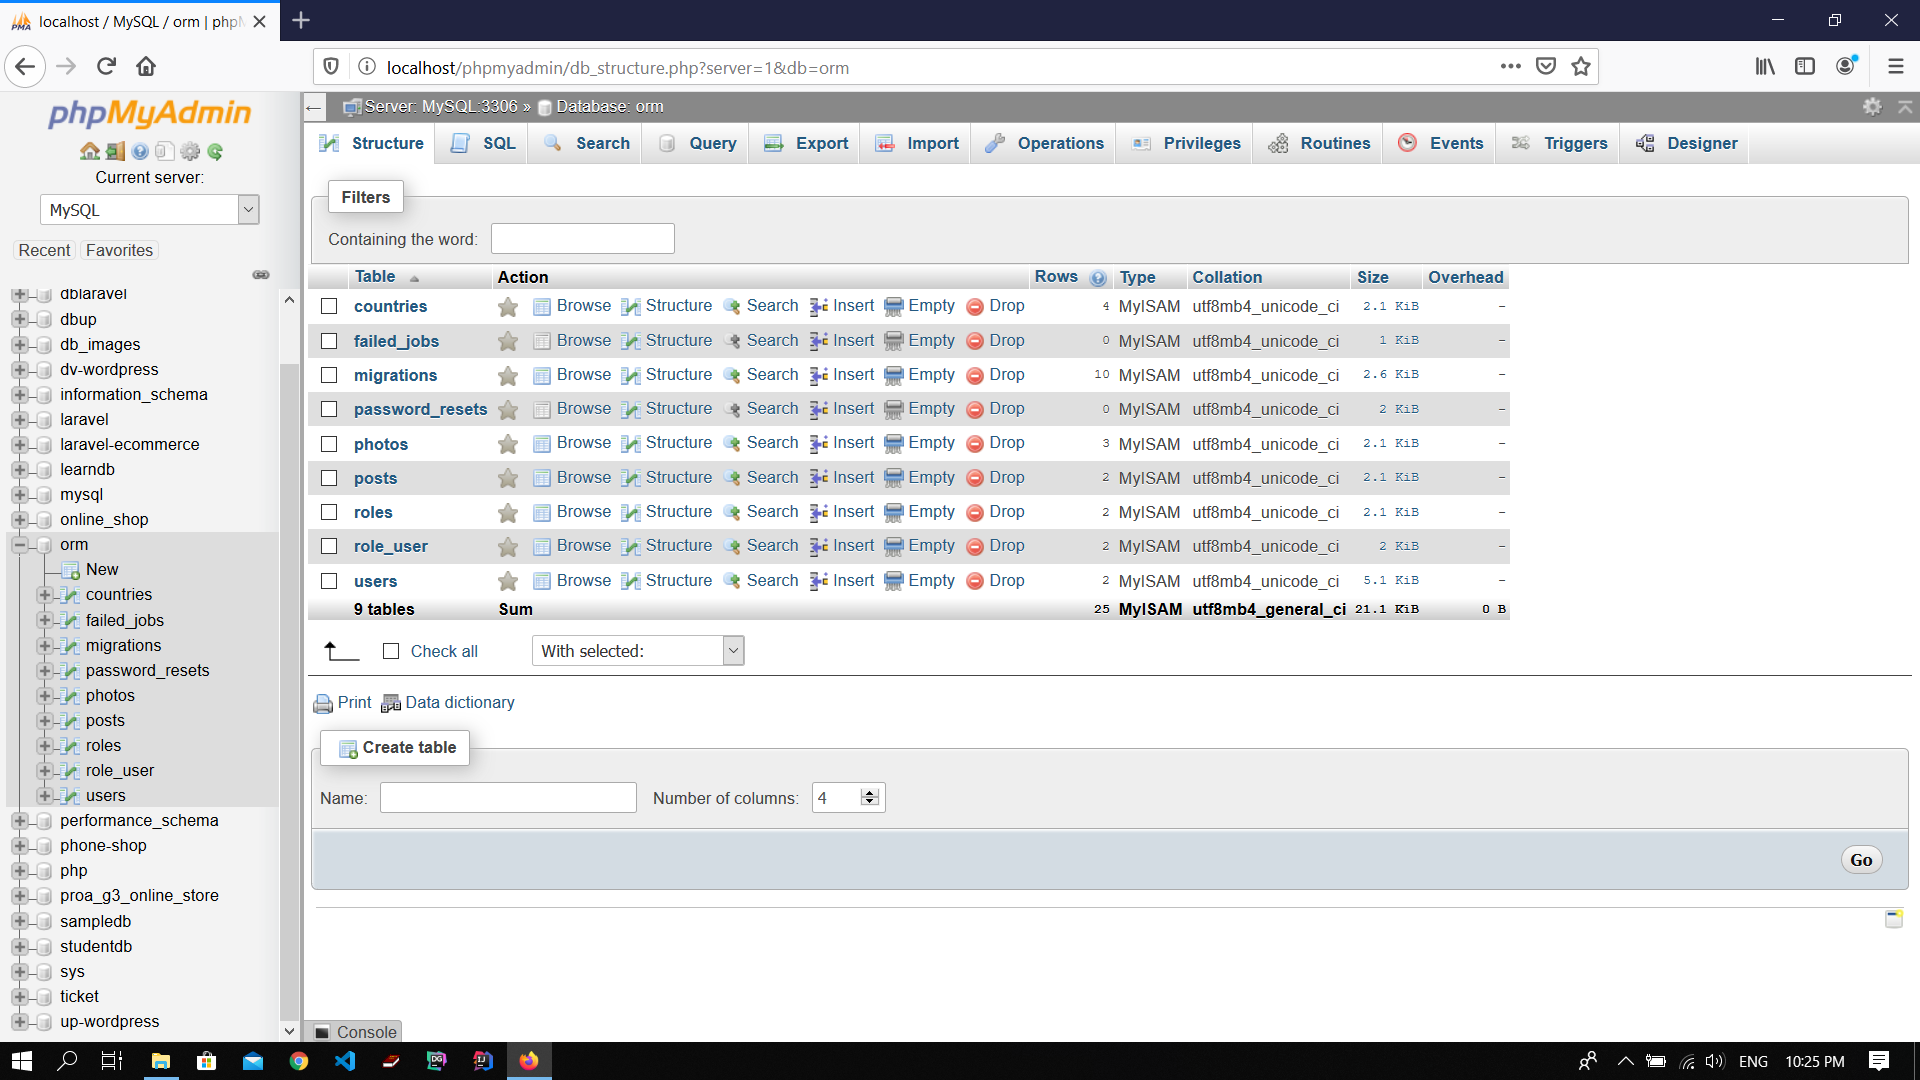 localhost / MySQL / orm | phpM
localhost/phpmyadmin/db_structure.php?server=1&db=orm
phpMyAdmin
Current server:
MySQL
Recent Favorites
dblaravel
dbup
db_images
dv-wordpress
information_schema
laravel
laravel-ecommerce
learndb
mysql
online_shop
orm
New
countries
failed_jobs
migrations
password_resets
photos
posts
roles
role_user
users
performance_schema
phone-shop
php
proa_g3_online_store
sampledb
studentdb
sys
ticket
up-wordpress
Server: MySQL:3306 » Database: orm
Structure SQL Search Query Export Import Operations Privileges Routines Events Triggers Designer
Filters
Containing the word:
Table Action Rows Type Collation Size Overhead
countries Browse Structure Search Insert Empty Drop 4 MyISAM utf8mb4_unicode_ci 2.1 KiB -
failed_jobs Browse Structure Search Insert Empty Drop 0 MyISAM utf8mb4_unicode_ci 1 KiB -
migrations Browse Structure Search Insert Empty Drop 10 MyISAM utf8mb4_unicode_ci 2.6 KiB -
password_resets Browse Structure Search Insert Empty Drop 0 MyISAM utf8mb4_unicode_ci 2 KiB -
photos Browse Structure Search Insert Empty Drop 3 MyISAM utf8mb4_unicode_ci 2.1 KiB -
posts Browse Structure Search Insert Empty Drop 2 MyISAM utf8mb4_unicode_ci 2.1 KiB -
roles Browse Structure Search Insert Empty Drop 2 MyISAM utf8mb4_unicode_ci 2.1 KiB -
role_user Browse Structure Search Insert Empty Drop 2 MyISAM utf8mb4_unicode_ci 2 KiB -
users Browse Structure Search Insert Empty Drop 2 MyISAM utf8mb4_unicode_ci 5.1 KiB -
9 tables Sum 25 MyISAM utf8mb4_general_ci 21.1 KiB 0 B
Check all With selected:
Print Data dictionary
Create table
Name: Number of columns: 4
Go
Console
ENG 10:25 PM